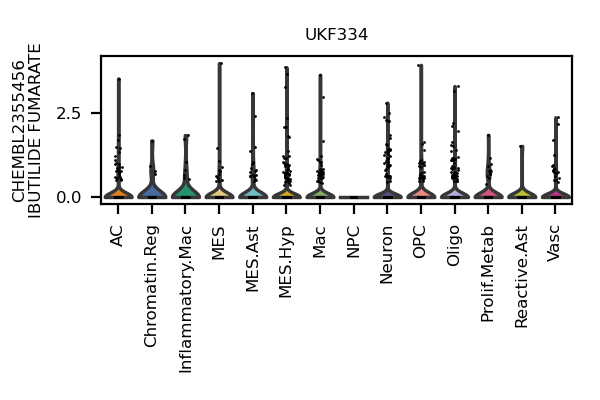 UKF334
CHEMBL2355456
IBUTILIDE FUMARATE
2.5
0.0
AC
Chromatin.Reg
Inflammatory.Mac
MES
MES.Ast
MES.Hyp
Mac
NPC
Neuron
OPC
Oligo
Prolif.Metab
Reactive.Ast
Vasc